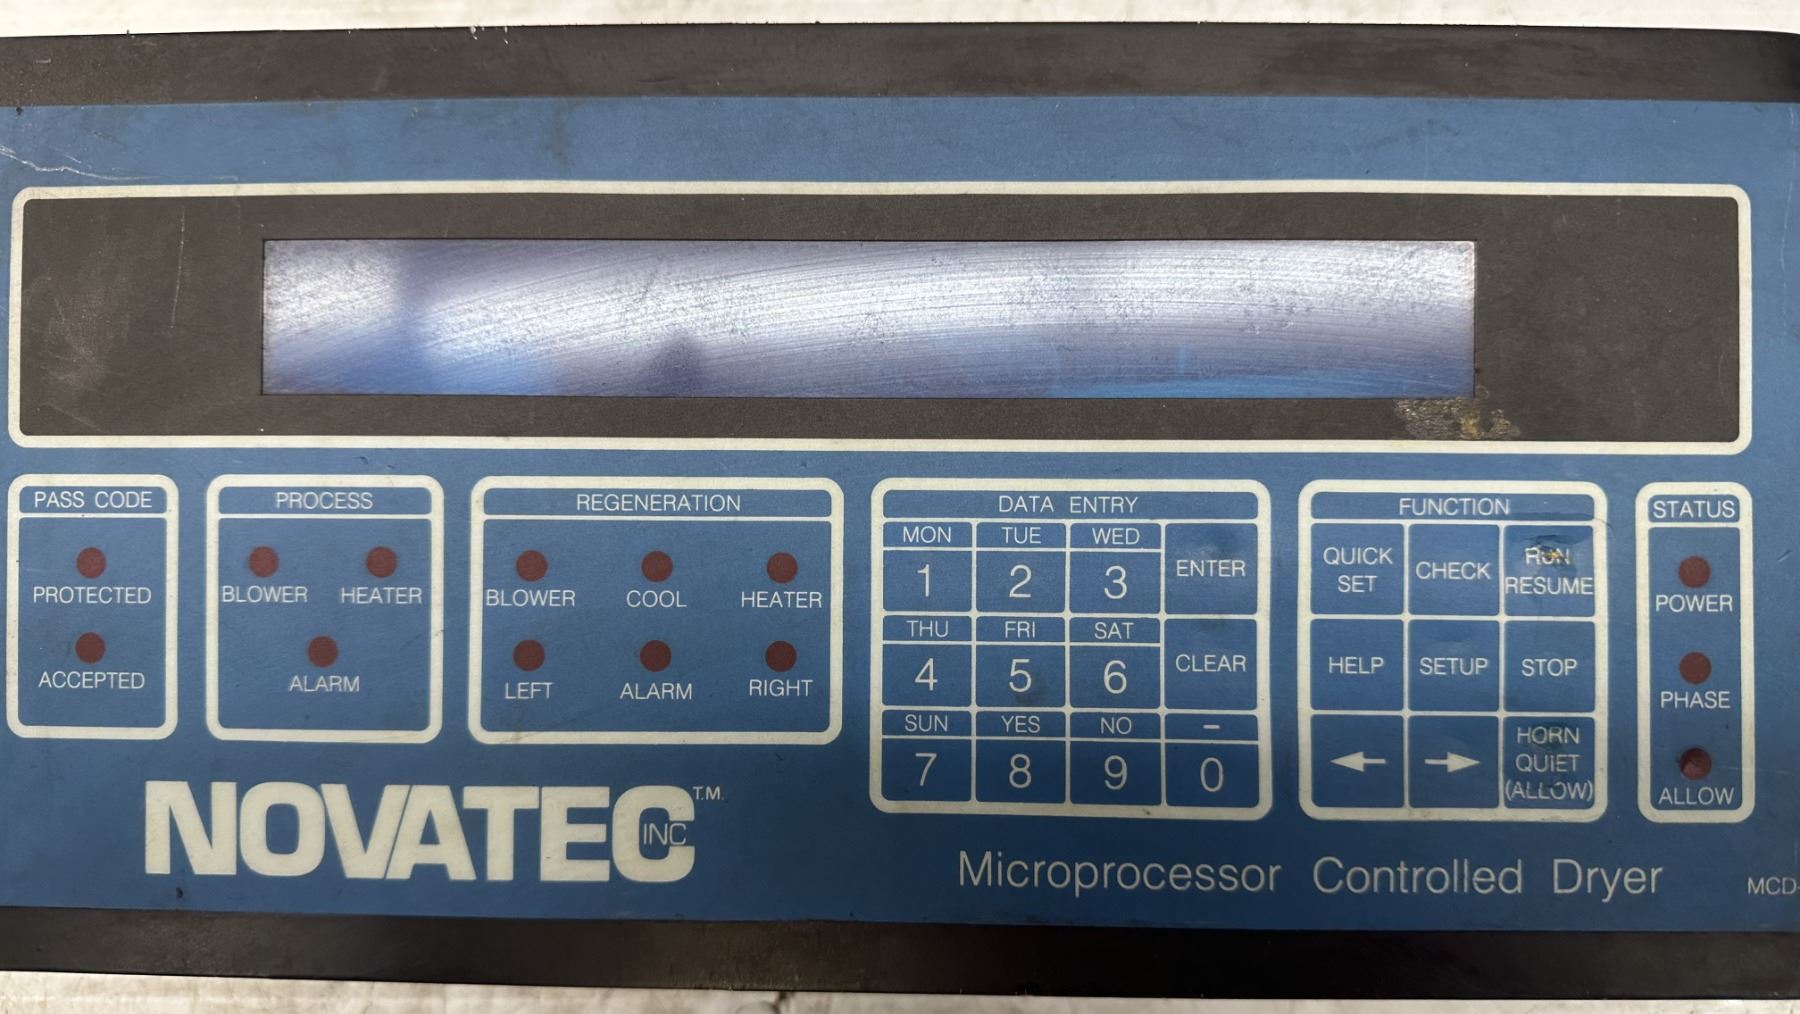 PASS CODE
PROTECTED
ACCEPTED
PROCESS
BLOWER HEATER
ALARM
REGENERATION
BLOWER COOL HEATER
LEFT ALARM RIGHT
DATA ENTRY
MON TUE WED
1 2 3 ENTER
THU FRI SAT
4 5 6 CLEAR
SUN YES NO –
7 8 9 0
FUNCTION
QUICK SET CHECK RUN RESUME
HELP SETUP STOP
← → HORN QUIET (ALLOW)
STATUS
POWER
PHASE
ALLOW
NOVATEC INC T.M.
Microprocessor Controlled Dryer
MCD-